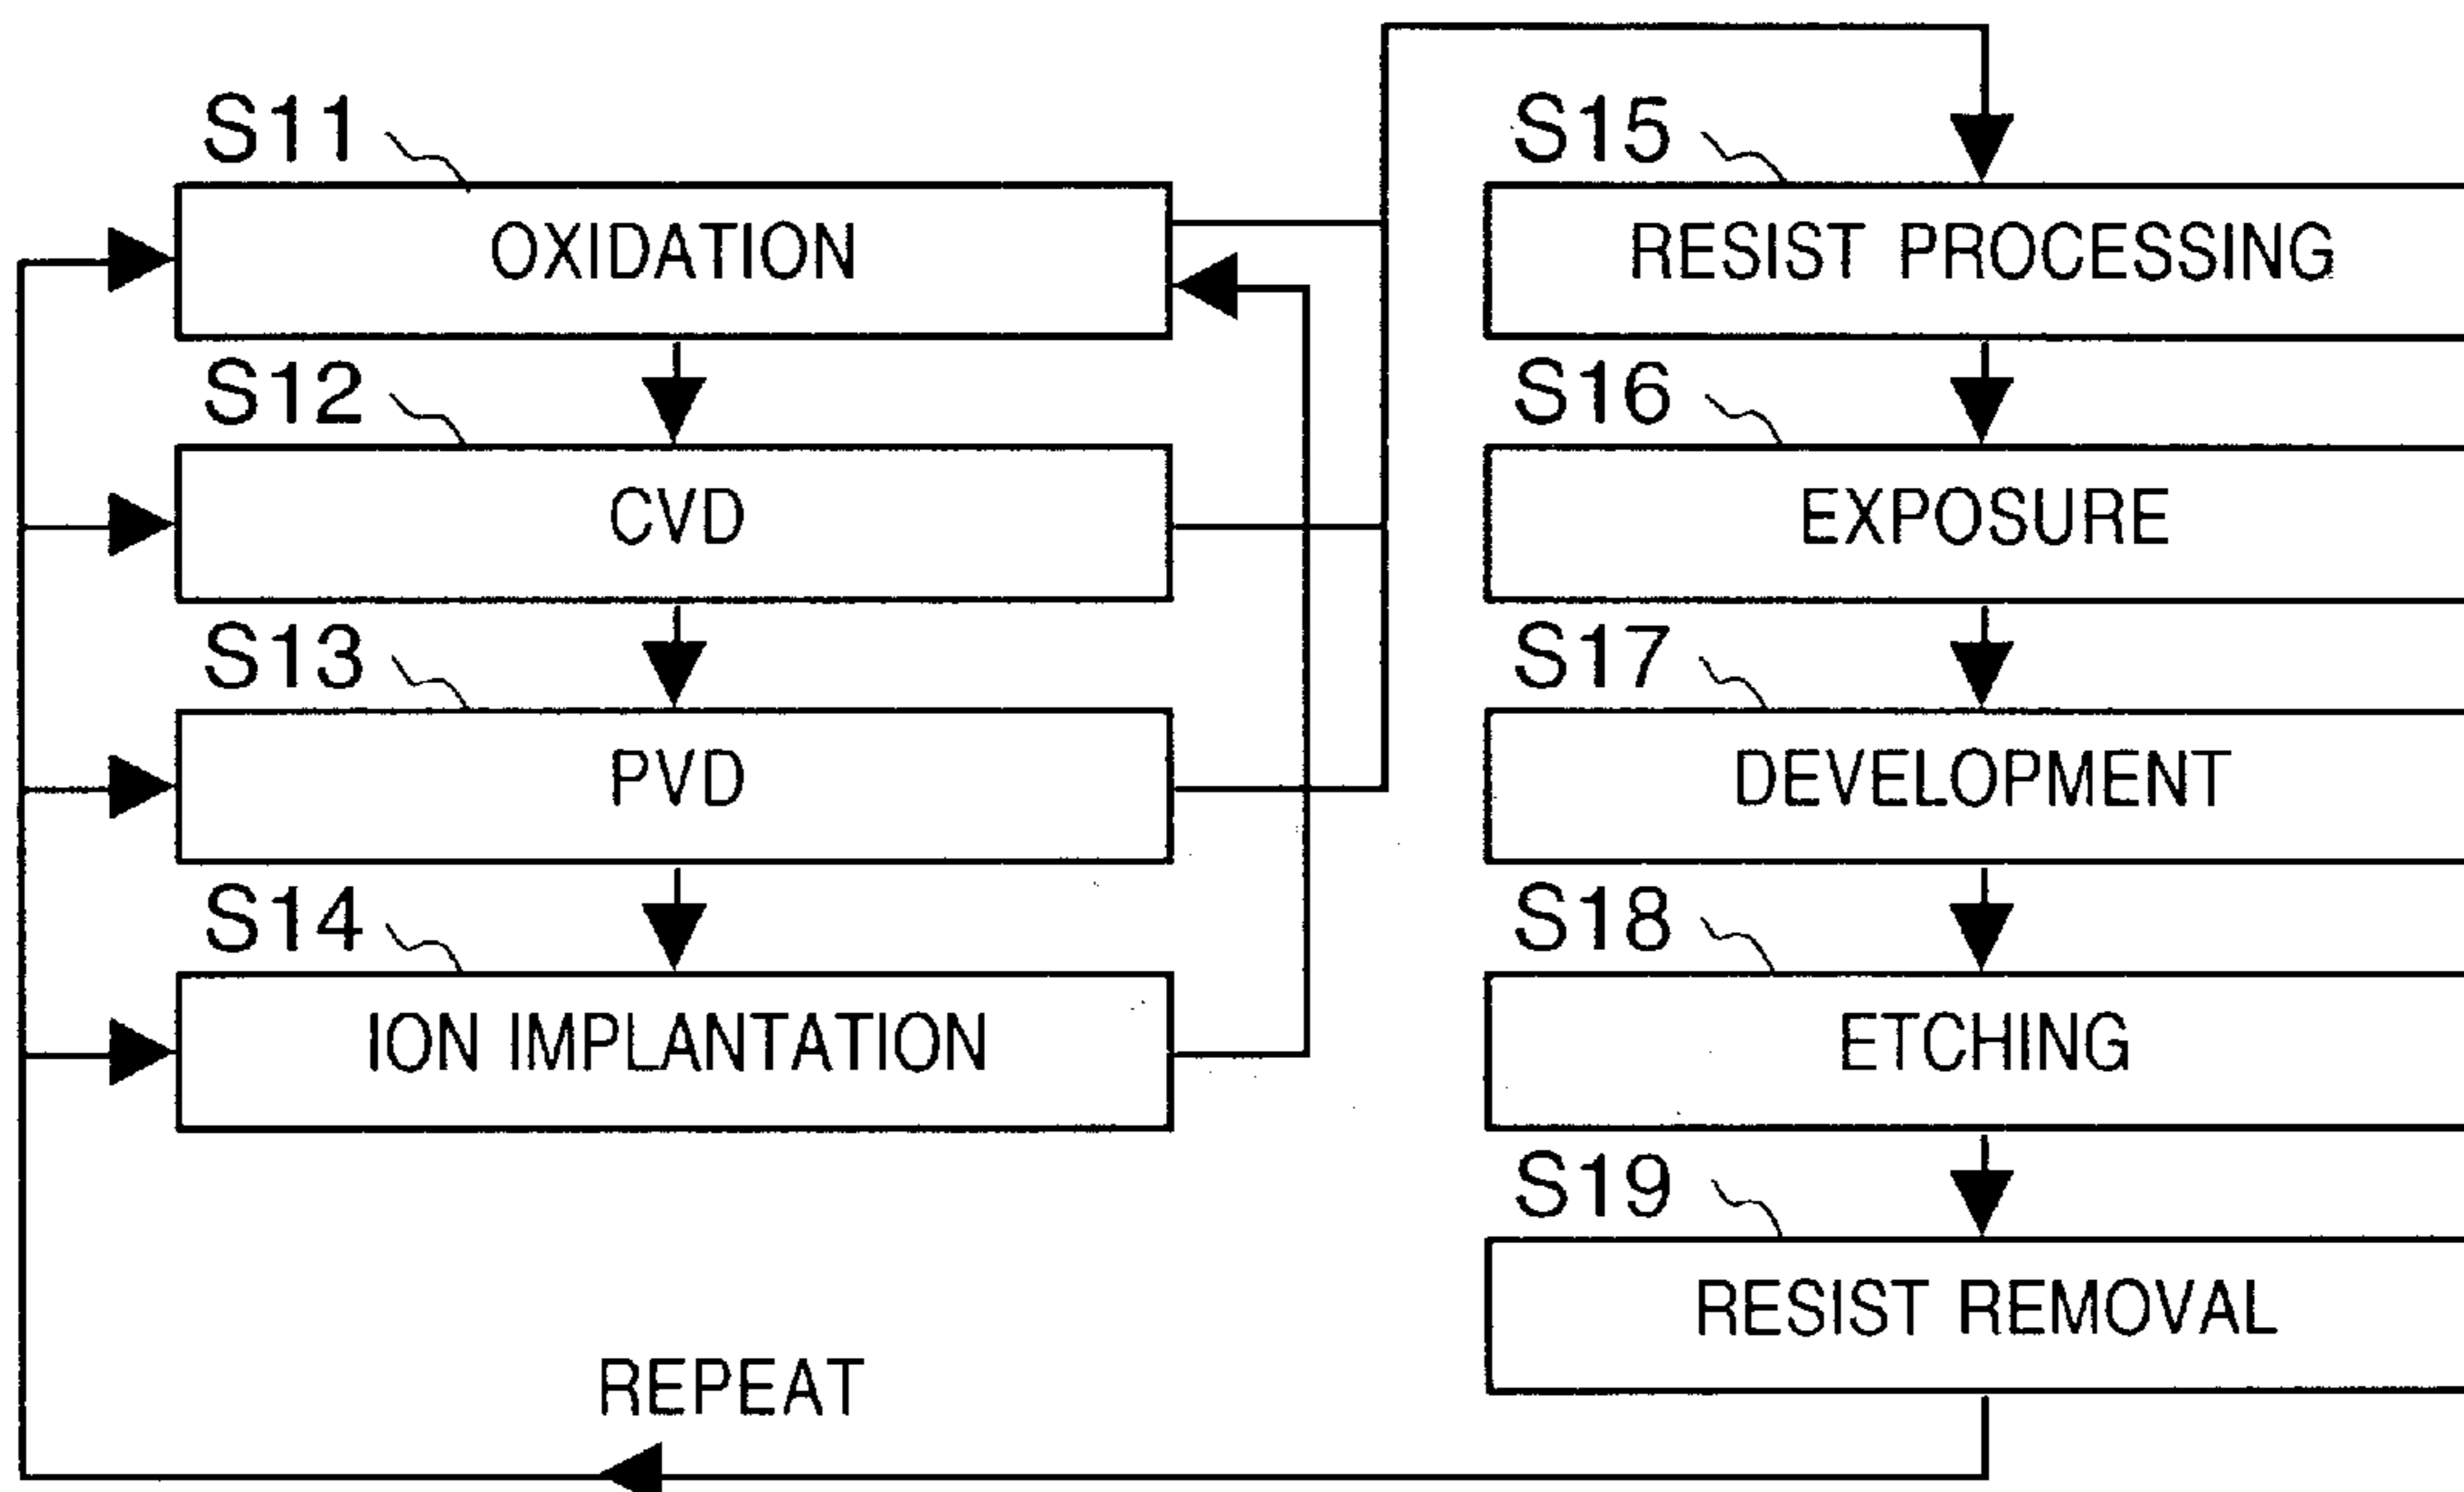 S11
OXIDATION
S12
CVD
S13
PVD
S14
ION IMPLANTATION
REPEAT
S15
RESIST PROCESSING
S16
EXPOSURE
S17
DEVELOPMENT
S18
ETCHING
S19
RESIST REMOVAL